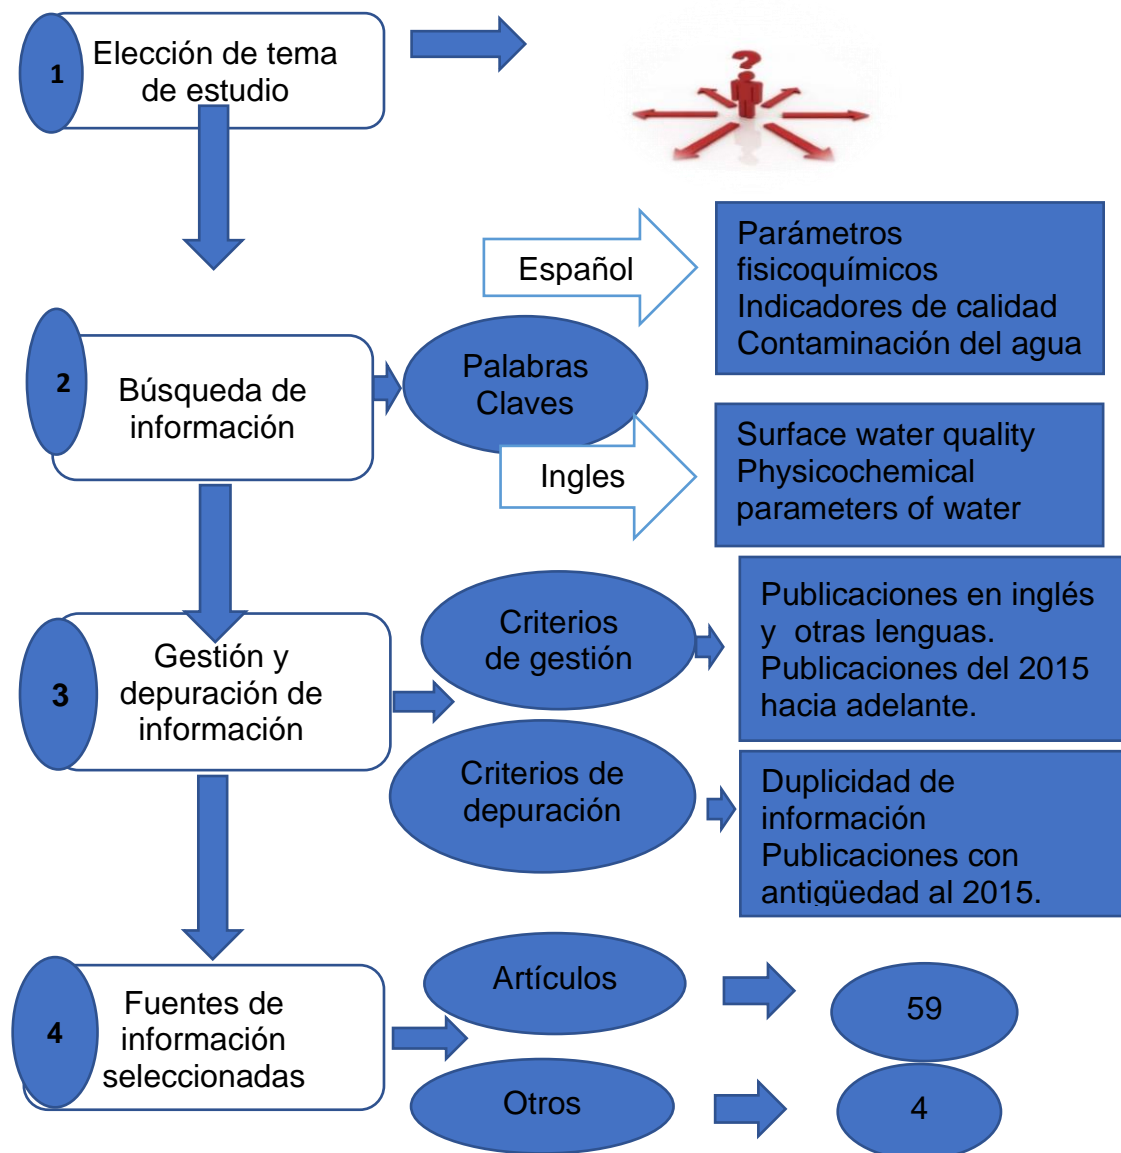 1
Elección de tema
de estudio
?
Español
Parámetros
fisicoquímicos
Indicadores de calidad
Contaminación del agua
2
Búsqueda de
información
Palabras
Claves
Ingles
Surface water quality
Physicochemical
parameters of water
3
Gestión y
depuración de
información
Criterios
de gestión
Publicaciones en inglés
y otras lenguas.
Publicaciones del 2015
hacia adelante.
Criterios de
depuración
Duplicidad de
información
Publicaciones con
antigüedad al 2015.
4
Fuentes de
información
seleccionadas
Artículos
59
Otros
4